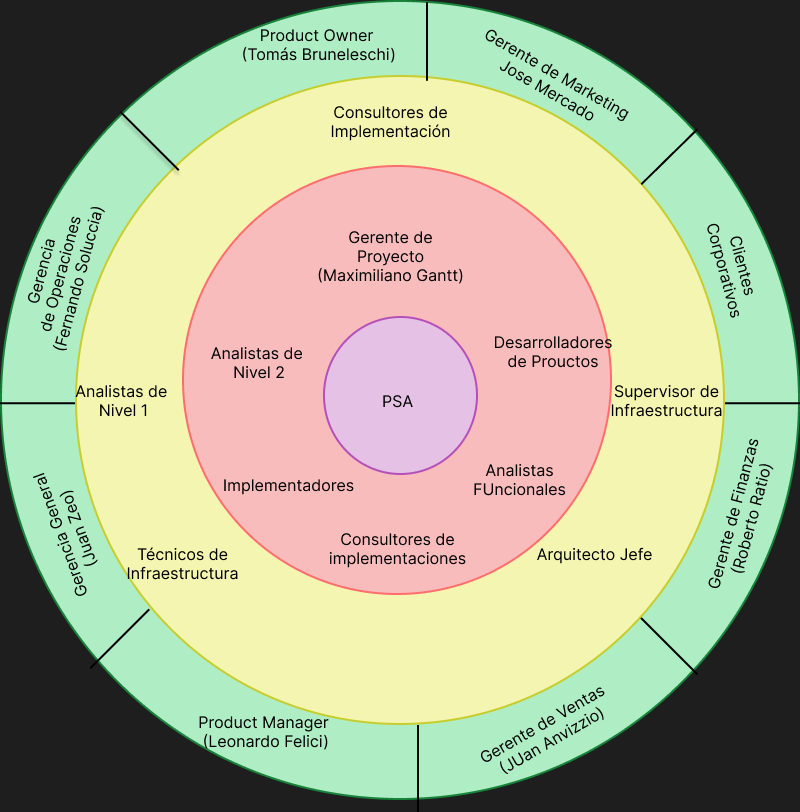 Product Owner
(Tomás Bruneleschi)
Gerente de Marketing
Jose Mercado
Consultores de
Implementación
Gerencia
de Operaciones
(Fernando Soluccia)
Clientes
Corporativos
Gerente de
Proyecto
(Maximiliano Gantt)
Analistas de
Nivel 2
Desarrolladores
de Prouctos
PSA
Analistas de
Nivel 1
Supervisor de
Infraestructura
Implementadores
Analistas
FUncionales
Gerencia General
(Juan Zeo)
Gerente de Finanzas
(Roberto Ratio)
Técnicos de
Infraestructura
Consultores de
implementaciones
Arquitecto Jefe
Product Manager
(Leonardo Felici)
Gerente de Ventas
(JUan Anvizzio)